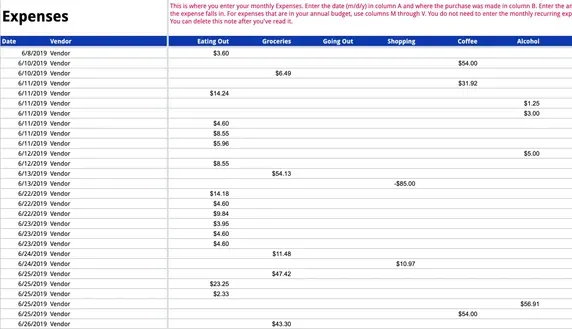 Expenses
This is where you enter your monthly Expenses. Enter the date (m/d/y) in column A and where the purchase was made in column B. Enter the
the expense falls in. For expenses that are in your annual budget, use columns M through V. You do not need to enter the monthly recurring
You can delete this note after you've read it.
Date Vendor Eating Out Groceries Going Out Shopping Coffee Alcohol
6/8/2019 Vendor $3.60
6/10/2019 Vendor $54.00
6/10/2019 Vendor $6.49
6/11/2019 Vendor $31.92
6/11/2019 Vendor $14.24
6/11/2019 Vendor $1.25
6/11/2019 Vendor $3.00
6/11/2019 Vendor $4.60
6/11/2019 Vendor $8.55
6/11/2019 Vendor $5.96
6/12/2019 Vendor $5.00
6/12/2019 Vendor $8.55
6/13/2019 Vendor $54.13
6/13/2019 Vendor -$85.00
6/22/2019 Vendor $14.18
6/22/2019 Vendor $4.60
6/22/2019 Vendor $9.84
6/23/2019 Vendor $3.95
6/23/2019 Vendor $4.60
6/23/2019 Vendor $4.60
6/24/2019 Vendor $11.48
6/24/2019 Vendor $10.97
6/25/2019 Vendor $47.42
6/25/2019 Vendor $23.25
6/25/2019 Vendor $2.33
6/25/2019 Vendor $56.91
6/25/2019 Vendor $54.00
6/26/2019 Vendor $43.30